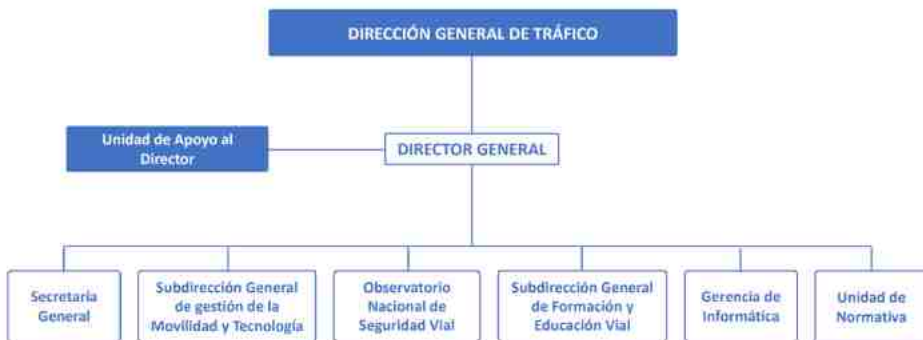 DIRECCIÓN GENERAL DE TRÁFICO
Unidad de Apoyo al
Director
DIRECTOR GENERAL
Secretaría
General
Subdirección General
de gestión de la
Movilidad y Tecnología
Observatorio
Nacional de
Seguridad Vial
Subdirección General
de Formación y
Educación Vial
Gerencia de
Informática
Unidad de
Normativa